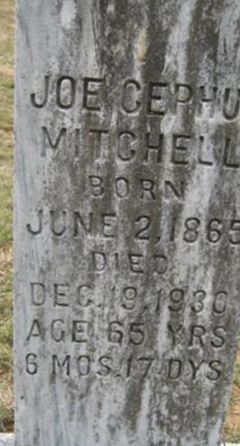 JOE CEPHU
MITCHELL
BORN
JUNE 2, 1865
DIED
DEC. 19, 1930
AGE 65 YRS
6 MOS. 17 DYS